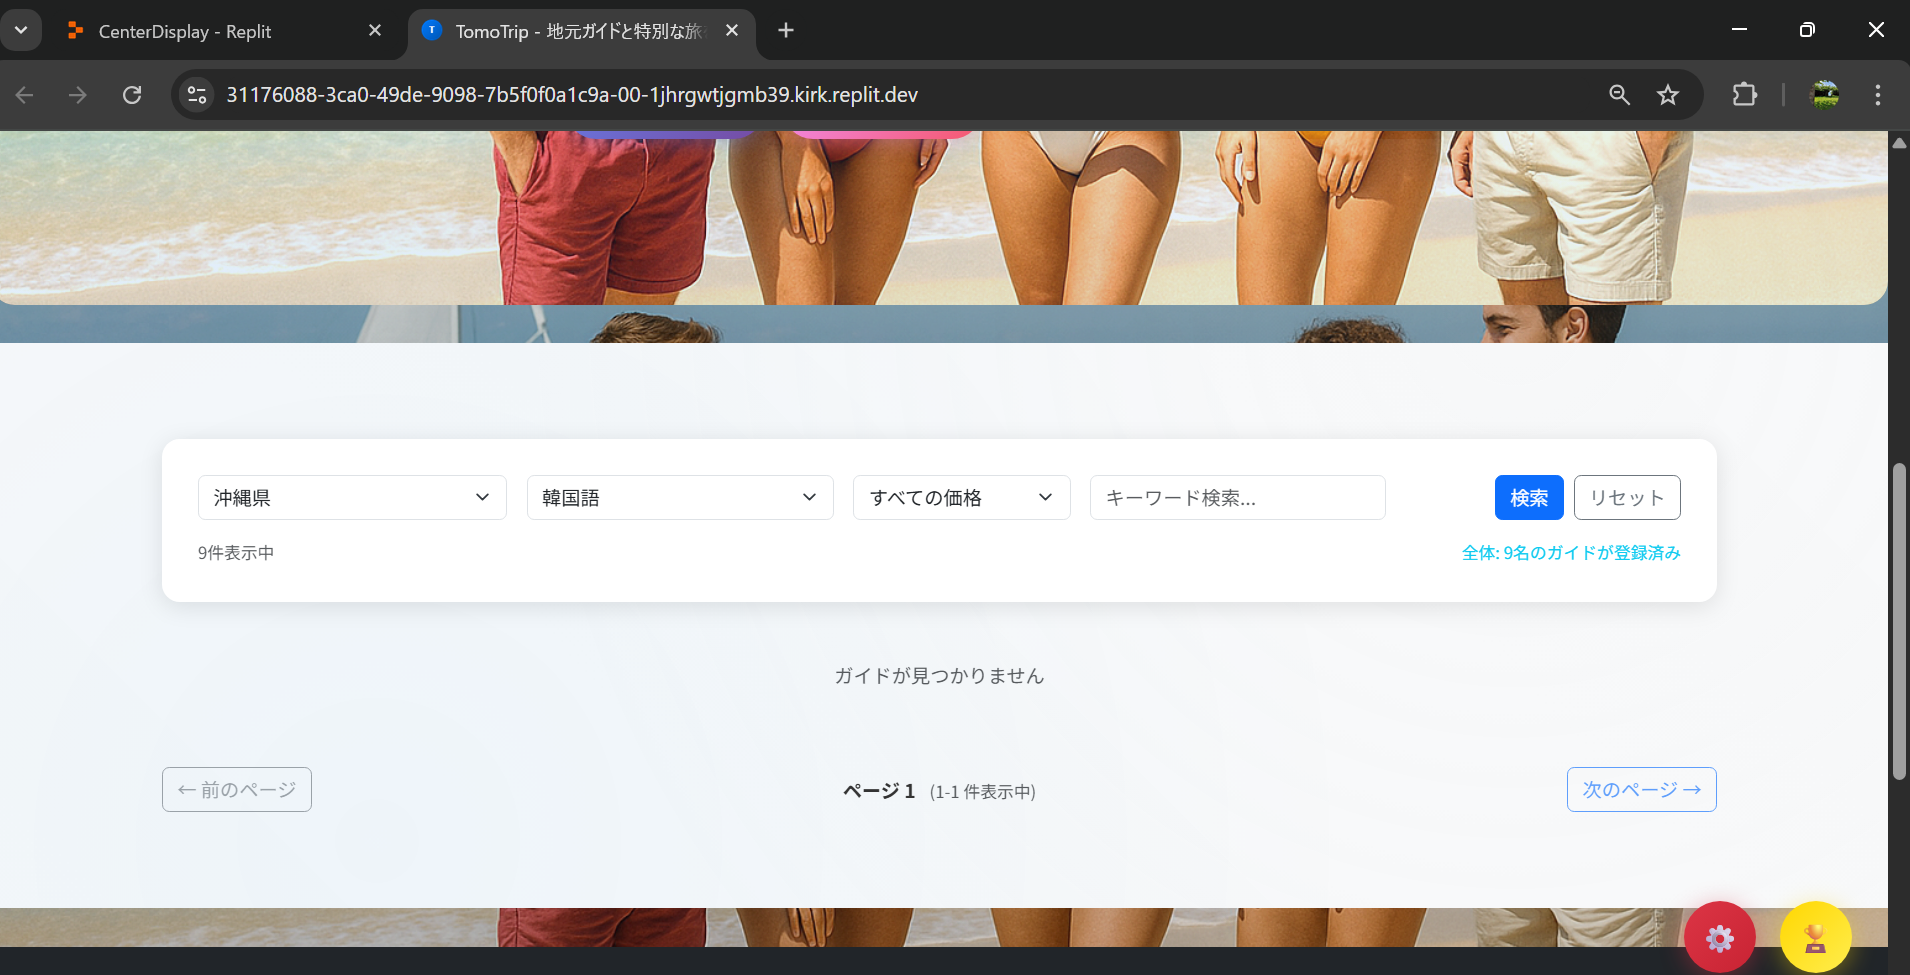 CenterDisplay - Replit
TomoTrip - 地元ガイドと特別な旅
31176088-3ca0-49de-9098-7b5f0f0a1c9a-00-1jhrgwtjgmb39.kirk.replit.dev
沖縄県
韓国語
すべての価格
キーワード検索...
検索
リセット
9件表示中
全体: 9名のガイドが登録済み
ガイドが見つかりません
← 前のページ
ページ 1 (1-1 件表示中)
次のページ →